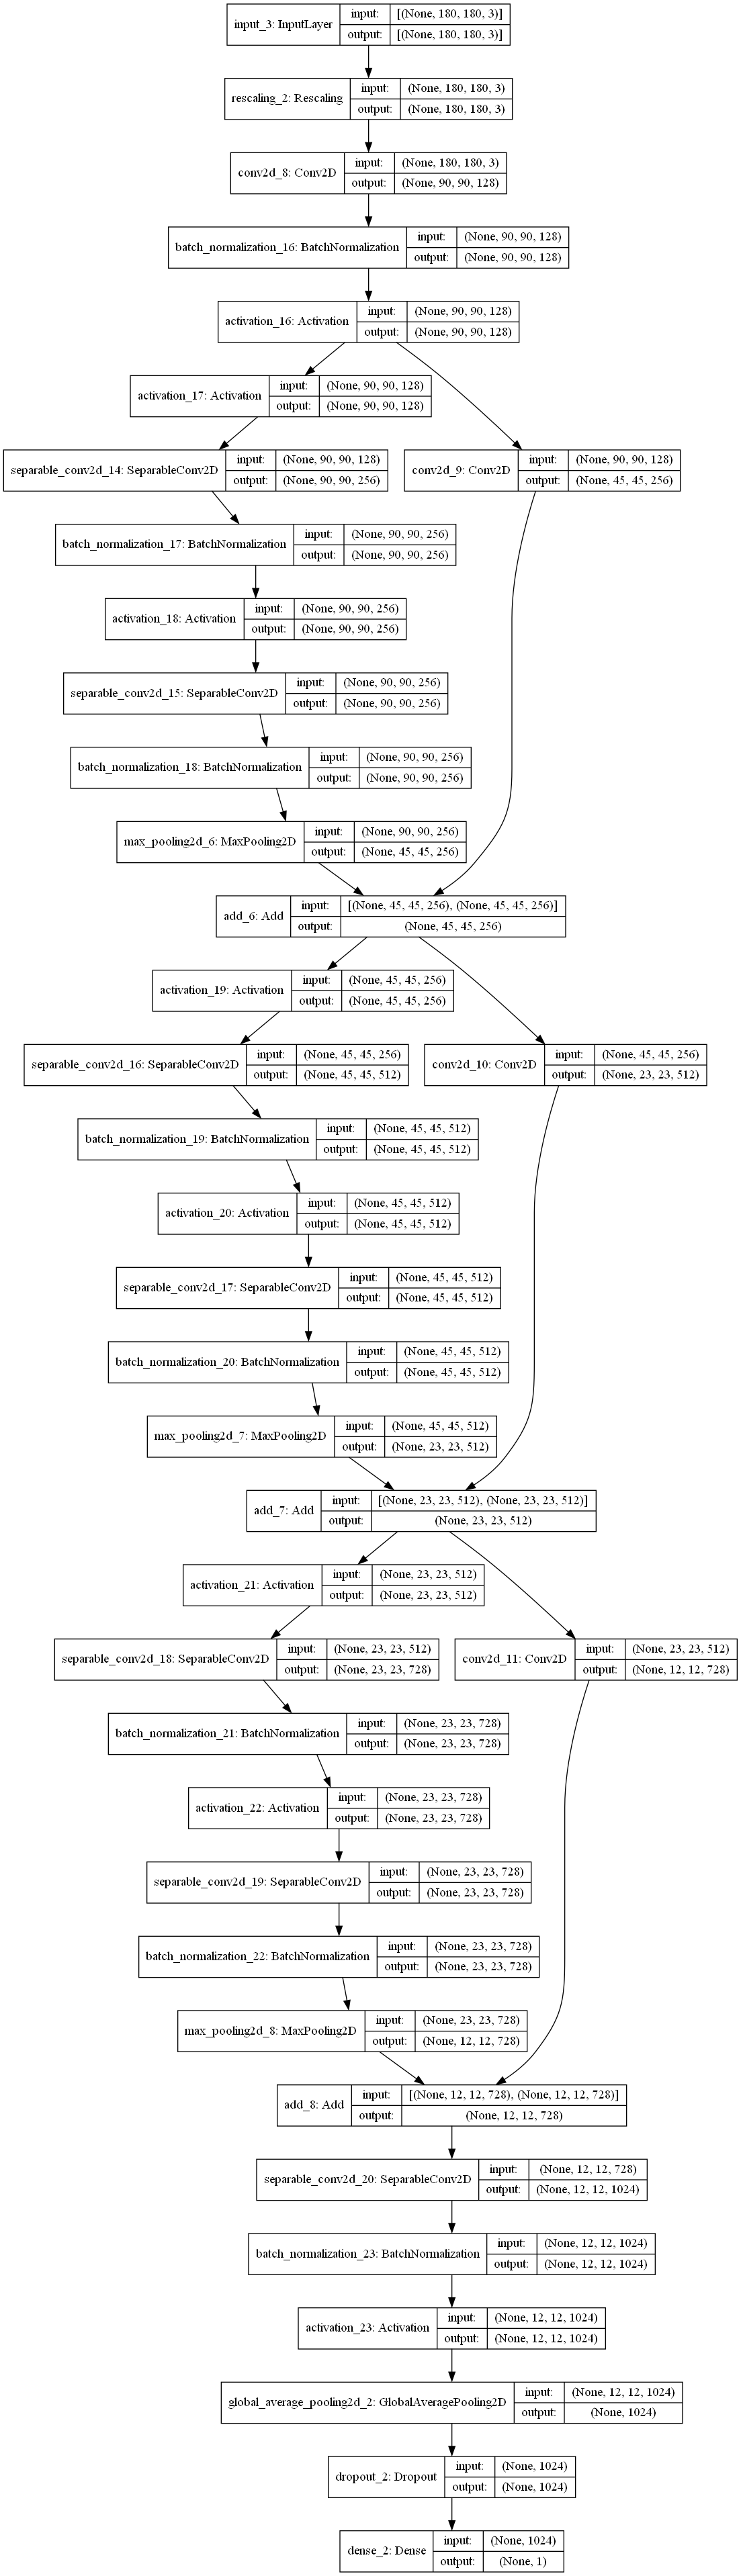 input_3: InputLayer
input: [(None, 180, 180, 3)]
output: [(None, 180, 180, 3)]
rescaling_2: Rescaling
input: (None, 180, 180, 3)
output: (None, 180, 180, 3)
conv2d_8: Conv2D
input: (None, 180, 180, 3)
output: (None, 90, 90, 128)
batch_normalization_16: BatchNormalization
input: (None, 90, 90, 128)
output: (None, 90, 90, 128)
activation_16: Activation
input: (None, 90, 90, 128)
output: (None, 90, 90, 128)
activation_17: Activation
input: (None, 90, 90, 128)
output: (None, 90, 90, 128)
separable_conv2d_14: SeparableConv2D
input: (None, 90, 90, 128)
output: (None, 90, 90, 256)
conv2d_9: Conv2D
input: (None, 90, 90, 128)
output: (None, 45, 45, 256)
batch_normalization_17: BatchNormalization
input: (None, 90, 90, 256)
output: (None, 90, 90, 256)
activation_18: Activation
input: (None, 90, 90, 256)
output: (None, 90, 90, 256)
separable_conv2d_15: SeparableConv2D
input: (None, 90, 90, 256)
output: (None, 90, 90, 256)
batch_normalization_18: BatchNormalization
input: (None, 90, 90, 256)
output: (None, 90, 90, 256)
max_pooling2d_6: MaxPooling2D
input: (None, 90, 90, 256)
output: (None, 45, 45, 256)
add_6: Add
input: [(None, 45, 45, 256), (None, 45, 45, 256)]
output: (None, 45, 45, 256)
activation_19: Activation
input: (None, 45, 45, 256)
output: (None, 45, 45, 256)
separable_conv2d_16: SeparableConv2D
input: (None, 45, 45, 256)
output: (None, 45, 45, 512)
conv2d_10: Conv2D
input: (None, 45, 45, 256)
output: (None, 23, 23, 512)
batch_normalization_19: BatchNormalization
input: (None, 45, 45, 512)
output: (None, 45, 45, 512)
activation_20: Activation
input: (None, 45, 45, 512)
output: (None, 45, 45, 512)
separable_conv2d_17: SeparableConv2D
input: (None, 45, 45, 512)
output: (None, 45, 45, 512)
batch_normalization_20: BatchNormalization
input: (None, 45, 45, 512)
output: (None, 45, 45, 512)
max_pooling2d_7: MaxPooling2D
input: (None, 45, 45, 512)
output: (None, 23, 23, 512)
add_7: Add
input: [(None, 23, 23, 512), (None, 23, 23, 512)]
output: (None, 23, 23, 512)
activation_21: Activation
input: (None, 23, 23, 512)
output: (None, 23, 23, 512)
separable_conv2d_18: SeparableConv2D
input: (None, 23, 23, 512)
output: (None, 23, 23, 728)
conv2d_11: Conv2D
input: (None, 23, 23, 512)
output: (None, 12, 12, 728)
batch_normalization_21: BatchNormalization
input: (None, 23, 23, 728)
output: (None, 23, 23, 728)
activation_22: Activation
input: (None, 23, 23, 728)
output: (None, 23, 23, 728)
separable_conv2d_19: SeparableConv2D
input: (None, 23, 23, 728)
output: (None, 23, 23, 728)
batch_normalization_22: BatchNormalization
input: (None, 23, 23, 728)
output: (None, 23, 23, 728)
max_pooling2d_8: MaxPooling2D
input: (None, 23, 23, 728)
output: (None, 12, 12, 728)
add_8: Add
input: [(None, 12, 12, 728), (None, 12, 12, 728)]
output: (None, 12, 12, 728)
separable_conv2d_20: SeparableConv2D
input: (None, 12, 12, 728)
output: (None, 12, 12, 1024)
batch_normalization_23: BatchNormalization
input: (None, 12, 12, 1024)
output: (None, 12, 12, 1024)
activation_23: Activation
input: (None, 12, 12, 1024)
output: (None, 12, 12, 1024)
global_average_pooling2d_2: GlobalAveragePooling2D
input: (None, 12, 12, 1024)
output: (None, 1024)
dropout_2: Dropout
input: (None, 1024)
output: (None, 1024)
dense_2: Dense
input: (None, 1024)
output: (None, 1)